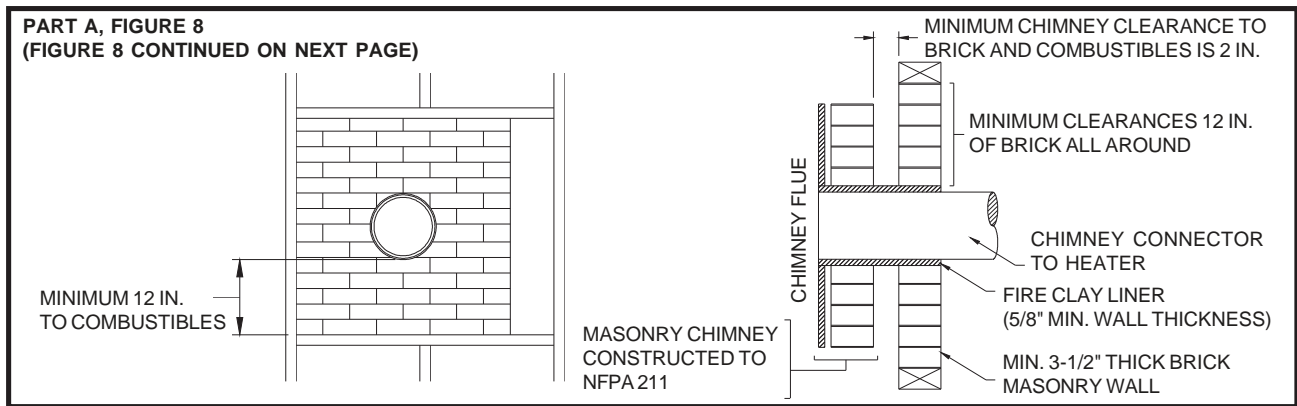 PART A, FIGURE 8
(FIGURE 8 CONTINUED ON NEXT PAGE)
MINIMUM 12 IN.
TO COMBUSTIBLES
MINIMUM CHIMNEY CLEARANCE TO
BRICK AND COMBUSTIBLES IS 2 IN.
MINIMUM CLEARANCES 12 IN.
OF BRICK ALL AROUND
CHIMNEY FLUE
CHIMNEY CONNECTOR
TO HEATER
FIRE CLAY LINER
(5/8" MIN. WALL THICKNESS)
MASONRY CHIMNEY
CONSTRUCTED TO
NFPA 211
MIN. 3-1/2" THICK BRICK
MASONRY WALL